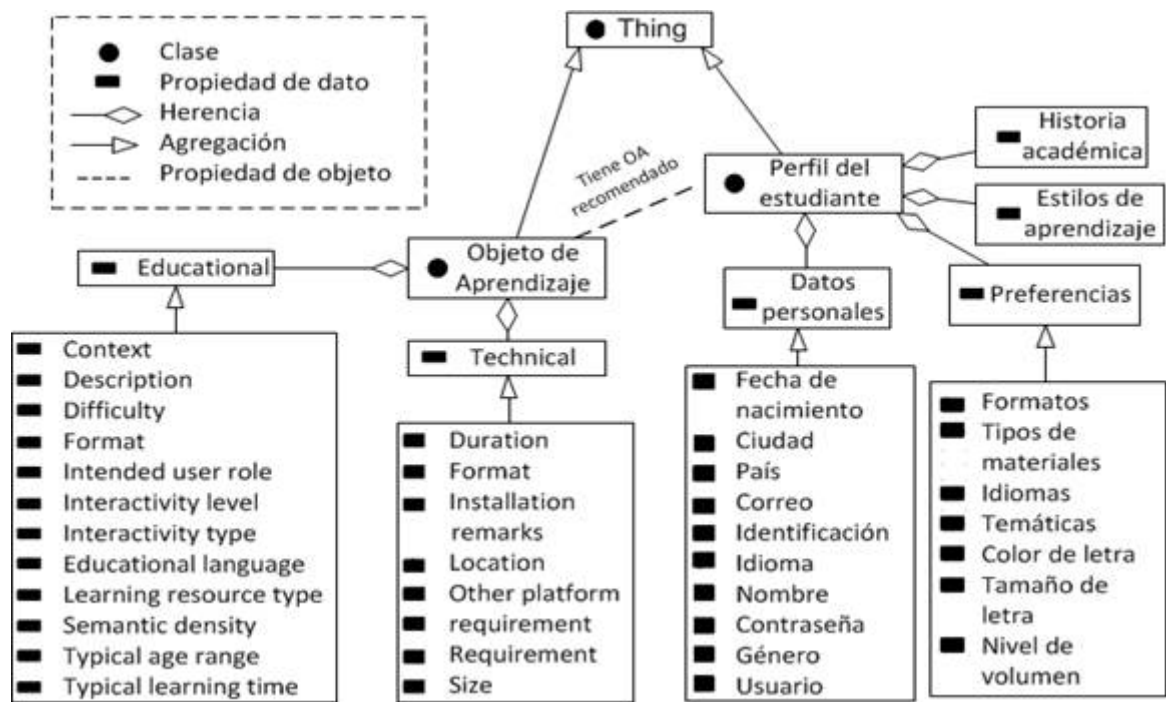 Clase
Propiedad de dato
Herencia
Agregación
Propiedad de objeto
Thing
Tiene OA
recomendado
Perfil del
estudiante
Historia
académica
Estilos de
aprendizaje
Preferencias
Datos
personales
Objeto de
Aprendizaje
Educational
Technical
Context
Description
Difficulty
Format
Intended user role
Interactivity level
Interactivity type
Educational language
Learning resource type
Semantic density
Typical age range
Typical learning time
Duration
Format
Installation
remarks
Location
Other platform
requirement
Requirement
Size
Fecha de
nacimiento
Ciudad
País
Correo
Identificación
Idioma
Nombre
Contraseña
Género
Usuario
Formatos
Tipos de
materiales
Idiomas
Temáticas
Color de letra
Tamaño de
letra
Nivel de
volumen